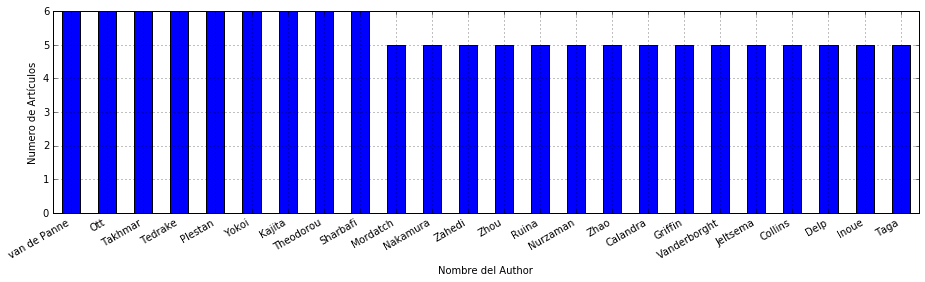 6
5
4
3
2
1
0
Numero de Artículos
van de Panne
Ott
Takhmar
Tedrake
Plestan
Yokoi
Kajita
Theodorou
Sharbafi
Mordatch
Nakamura
Zahedi
Zhou
Ruina
Nurzaman
Zhao
Calandra
Griffin
Vanderborght
Jeltsema
Collins
Delp
Inoue
Taga
Nombre del Author